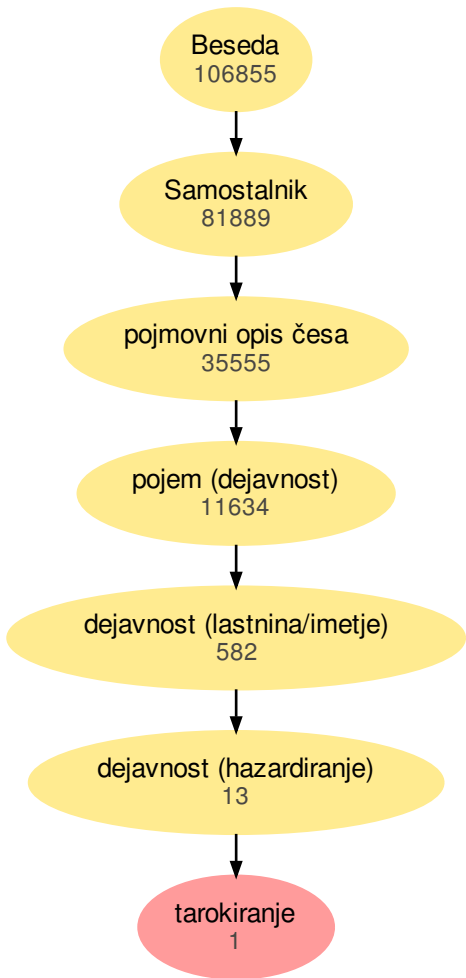 Beseda
106855
Samostalnik
81889
pojmovni opis česa
35555
pojem (dejavnost)
11634
dejavnost (lastnina/imetje)
582
dejavnost (hazardiranje)
13
tarokiranje
1